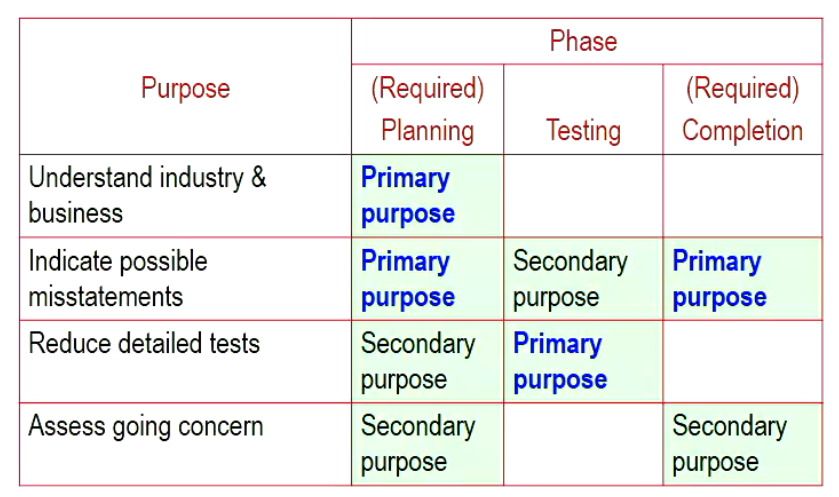 Phase
Purpose
(Required)
Planning
Testing
(Required)
Completion
Understand industry &
business
Primary
purpose
Indicate possible
misstatements
Primary
purpose
Secondary
purpose
Primary
purpose
Reduce detailed tests
Secondary
purpose
Primary
purpose
Assess going concern
Secondary
purpose
Secondary
purpose